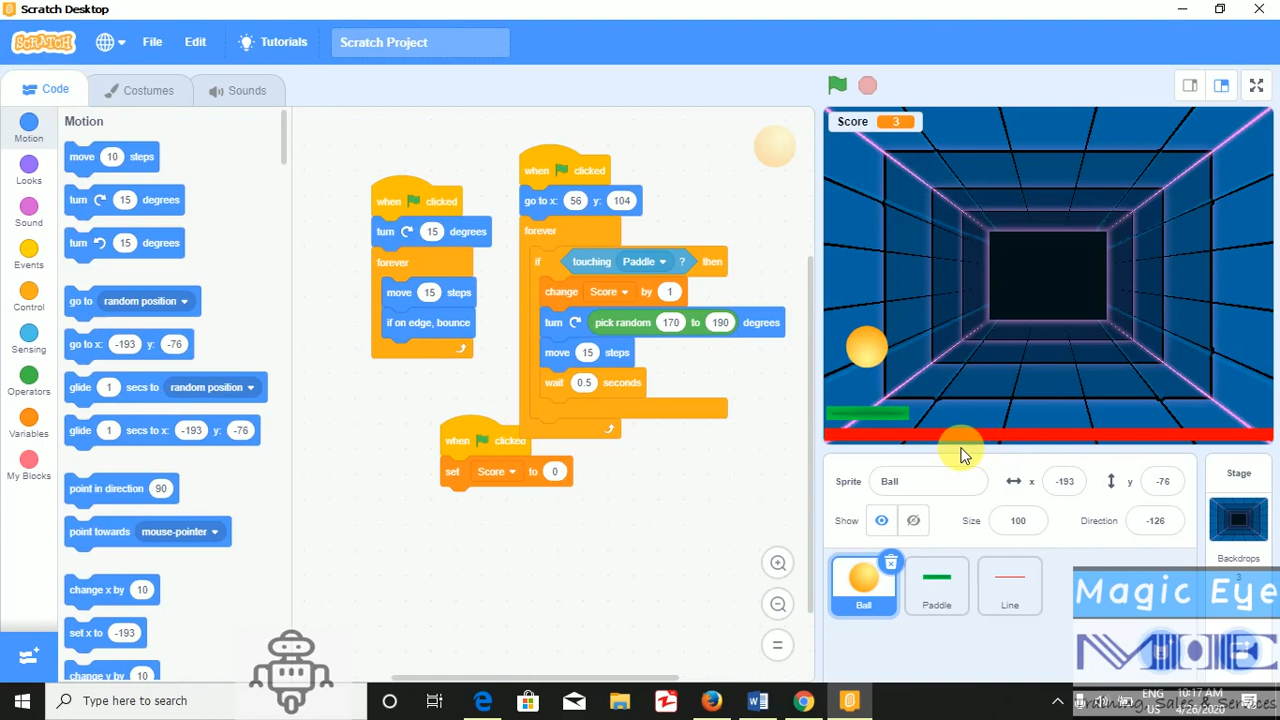 Scratch Desktop
SCRATCH File Edit Tutorials Scratch Project
Code Costumes Sounds
Motion
Looks
Sound
Events
Control
Sensing
Operators
Variables
My Blocks
Motion
move 10 steps
turn 15 degrees
turn 15 degrees
go to random position
go to x: -193 y: -76
glide 1 secs to random position
glide 1 secs to x: -193 y: -76
point in direction 90
point towards mouse-pointer
change x by 10
set x to -193
change y by 10
when clicked
turn 15 degrees
forever
move 15 steps
if on edge, bounce
when clicked
go to x: 56 y: 104
forever
if touching Paddle ? then
change Score by 1
turn pick random 170 to 190 degrees
move 15 steps
wait 0.5 seconds
when clicked
set Score to 0
Score 3
Sprite Ball x -193 y -76
Show Size 100 Direction -126
Ball
Paddle
Line
Stage
Backdrops
3
Magic Eye
Training, Sales & Services
Type here to search
ENG 10:17 AM
US 4/26/2020